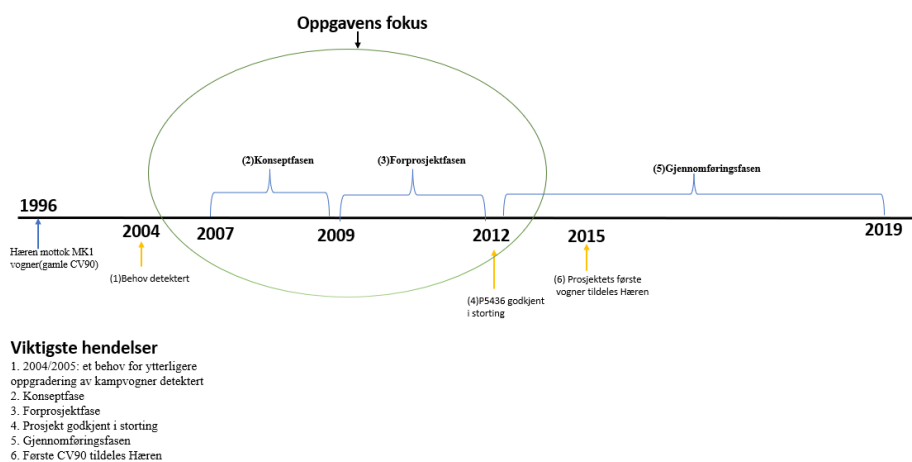 Oppgavens fokus
(2)Konseptfasen
(3)Forprosjektfasen
(5)Gjennomføringsfasen
1996
2004
2007
2009
2012
2015
2019
Hæren mottok MK1
vogner(gamle CV90)
(1)Behov detektert
(4)P5436 godkjent
i storting
(6) Prosjektets første
vogner tildeles Hæren
Viktigste hendelser
1. 2004/2005: et behov for ytterligere
oppgradering av kampvogner detektert
2. Konseptfase
3. Forprosjektfase
4. Prosjekt godkjent i storting
5. Gjennomføringsfasen
6. Første CV90 tildeles Hæren